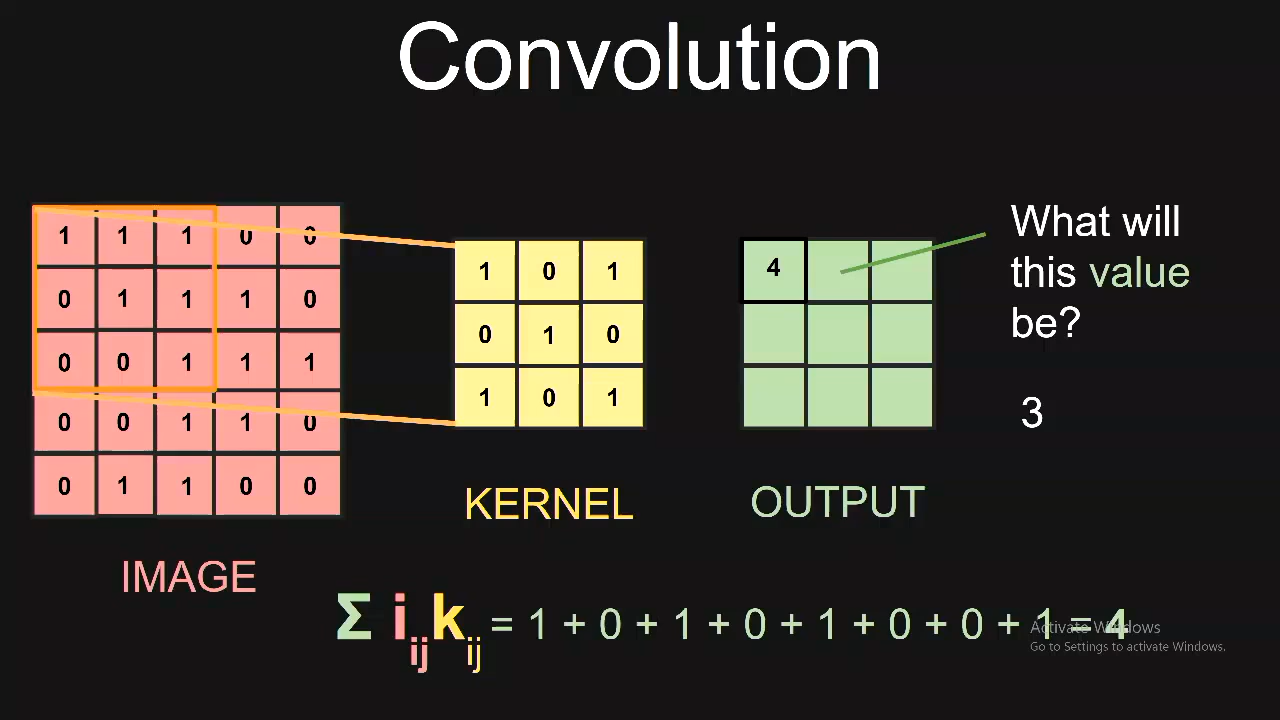 Convolution
1 1 1 0 0
0 1 1 1 0
0 0 1 1 1
0 0 1 1 0
0 1 1 0 0
IMAGE
1 0 1
0 1 0
1 0 1
KERNEL
4
OUTPUT
What will
this value
be?
3
Σ i_ij k_ij = 1 + 0 + 1 + 0 + 1 + 0 + 0 + 1 = 4
Activate Windows
Go to Settings to activate Windows.